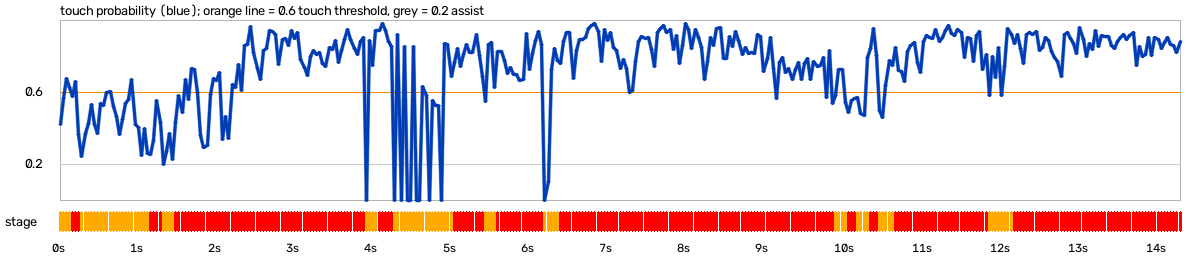 touch probability (blue); orange line = 0.6 touch threshold, grey = 0.2 assist
0.6
0.2
stage
0s 1s 2s 3s 4s 5s 6s 7s 8s 9s 10s 11s 12s 13s 14s